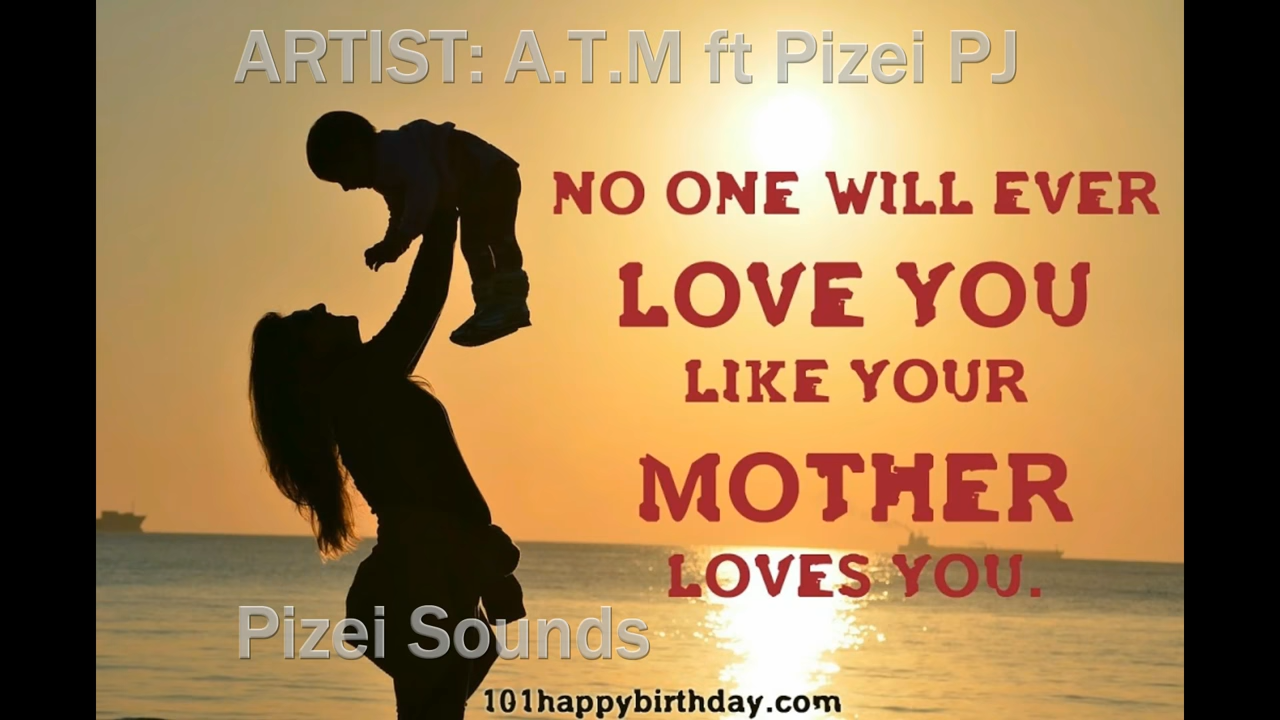 ARTIST: A.T.M ft Pizei PJ
NO ONE WILL EVER
LOVE YOU
LIKE YOUR
MOTHER
LOVES YOU.
Pizei Sounds
101happybirthday.com